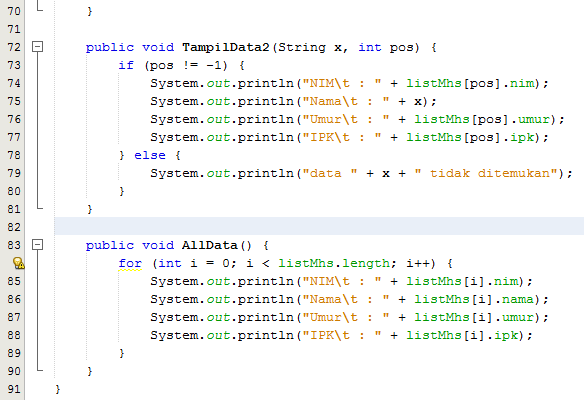 70 }
71
72 public void TampilData2(String x, int pos) {
73 if (pos != -1) {
74 System.out.println("NIM\t : " + listMhs[pos].nim);
75 System.out.println("Nama\t : " + x);
76 System.out.println("Umur\t : " + listMhs[pos].umur);
77 System.out.println("IPK\t : " + listMhs[pos].ipk);
78 } else {
79 System.out.println("data " + x + " tidak ditemukan");
80 }
81 }
82
83 public void AllData() {
for (int i = 0; i < listMhs.length; i++) {
85 System.out.println("NIM\t : " + listMhs[i].nim);
86 System.out.println("Nama\t : " + listMhs[i].nama);
87 System.out.println("Umur\t : " + listMhs[i].umur);
88 System.out.println("IPK\t : " + listMhs[i].ipk);
89 }
90 }
91 }